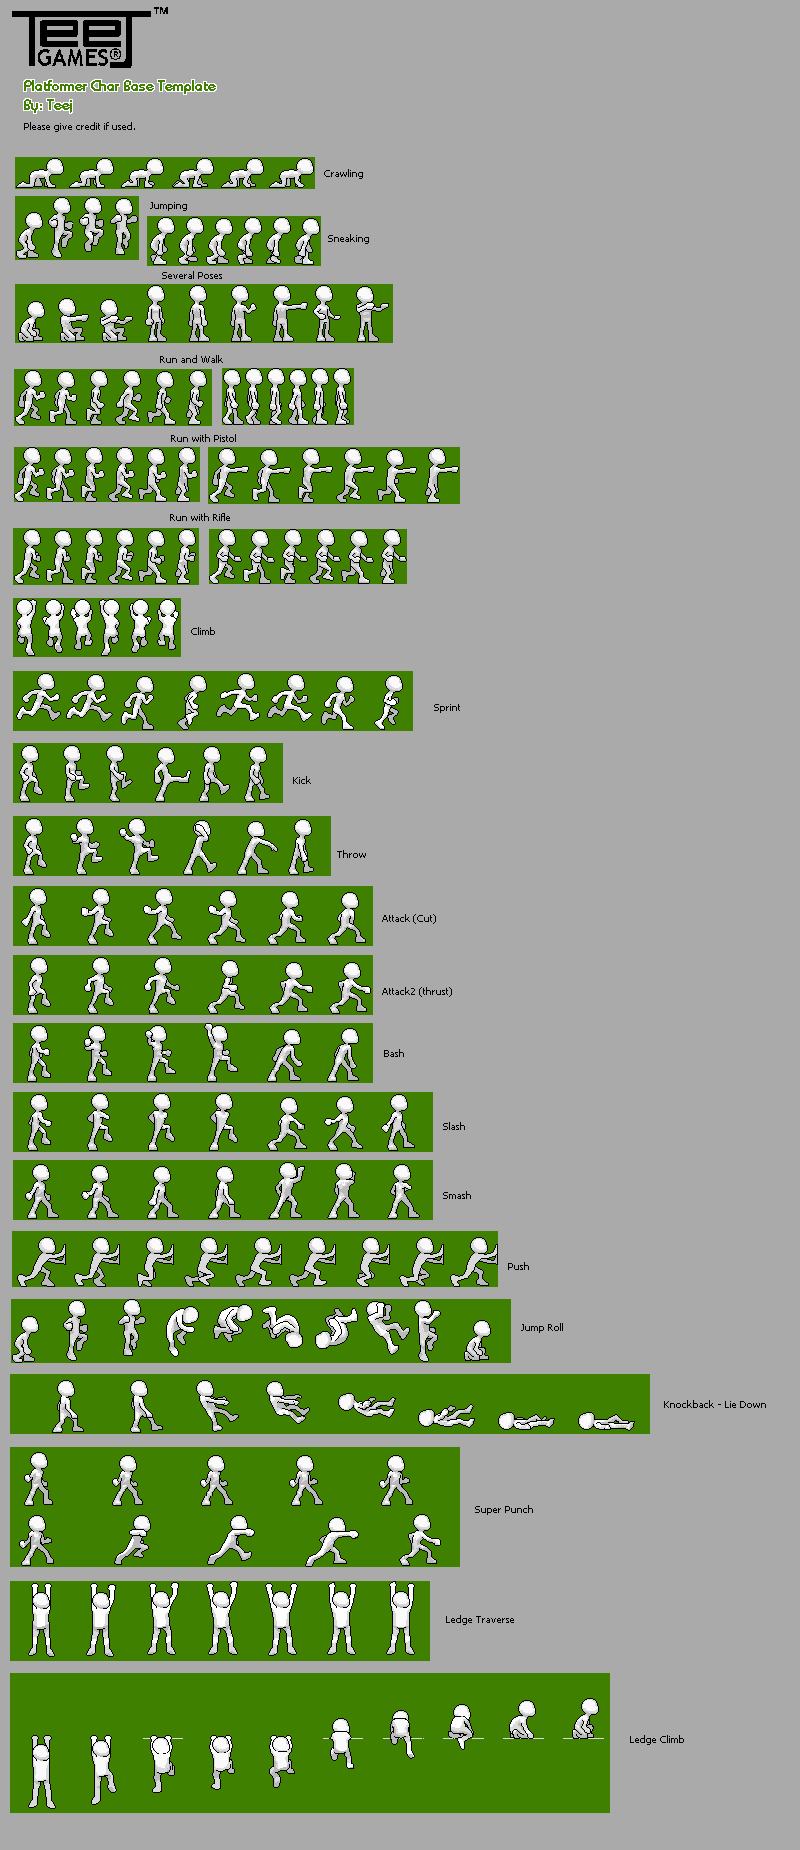 TeeJ TM
GAMES®
Platformer Char Base Template
By: Teej
Please give credit if used.
Crawling
Jumping
Sneaking
Several Poses
Run and Walk
Run with Pistol
Run with Rifle
Climb
Sprint
Kick
Throw
Attack (Cut)
Attack2 (thrust)
Bash
Slash
Smash
Push
Jump Roll
Knockback - Lie Down
Super Punch
Ledge Traverse
Ledge Climb